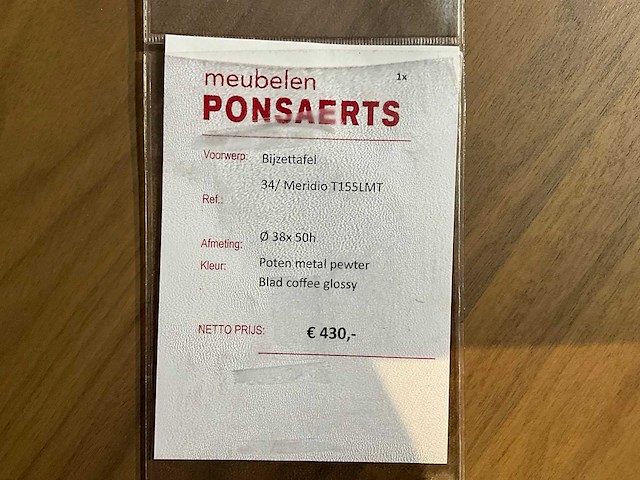 1x
meubelen
PONSAERTS
Voorwerp: Bijzettafel
34/ Meridio T155LMT
Ref.:
Afmeting: Ø 38x 50h
Kleur: Poten metal pewter
Blad coffee glossy
NETTO PRIJS: € 430,-